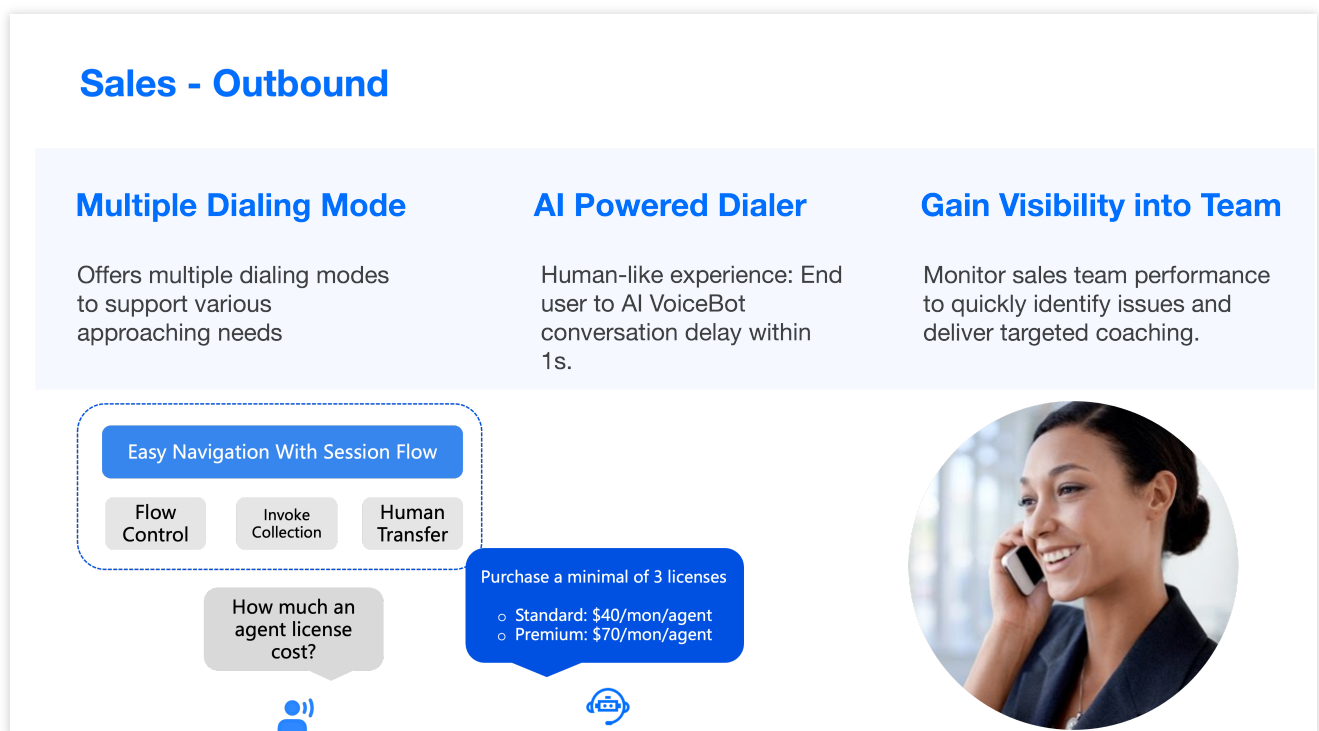 Sales - Outbound
Multiple Dialing Mode
Offers multiple dialing modes
to support various
approaching needs
AI Powered Dialer
Human-like experience: End
user to AI VoiceBot
conversation delay within
1s.
Gain Visibility into Team
Monitor sales team performance
to quickly identify issues and
deliver targeted coaching.
Easy Navigation With Session Flow
Flow
Control
Invoke
Collection
Human
Transfer
How much an
agent license
cost?
Purchase a minimal of 3 licenses
○ Standard: $40/mon/agent
○ Premium: $70/mon/agent